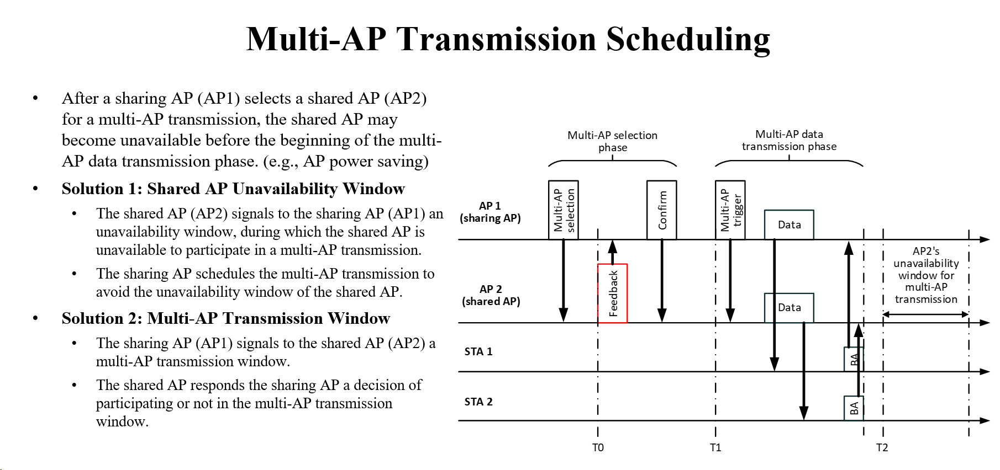 Multi-AP Transmission Scheduling
• After a sharing AP (AP1) selects a shared AP (AP2)
for a multi-AP transmission, the shared AP may
become unavailable before the beginning of the multi-
AP data transmission phase. (e.g., AP power saving)
• Solution 1: Shared AP Unavailability Window
• The shared AP (AP2) signals to the sharing AP (AP1) an
unavailability window, during which the shared AP is
unavailable to participate in a multi-AP transmission.
• The sharing AP schedules the multi-AP transmission to
avoid the unavailability window of the shared AP.
• Solution 2: Multi-AP Transmission Window
• The sharing AP (AP1) signals to the shared AP (AP2) a
multi-AP transmission window.
• The shared AP responds the sharing AP a decision of
participating or not in the multi-AP transmission
window.
Multi-AP selection
phase
Multi-AP data
transmission phase
AP 1
(sharing AP)
Multi-AP
selection
Confirm
Multi-AP
trigger
Data
AP 2
(shared AP)
Feedback
Data
AP2's
unavailability
window for
multi-AP
transmission
STA 1
BA
STA 2
BA
T0
T1
T2